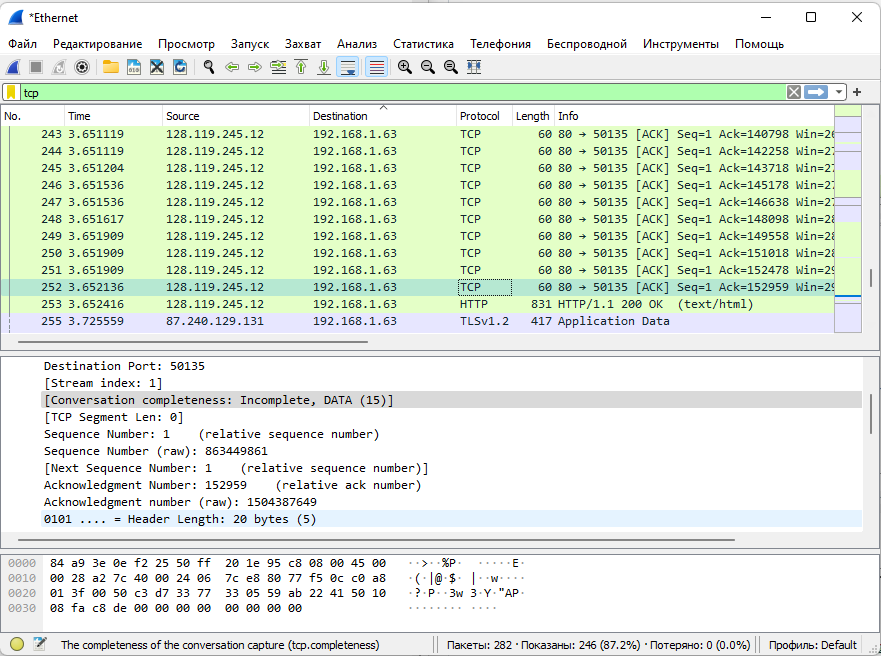 *Ethernet
Файл Редактирование Просмотр Запуск Захват Анализ Статистика Телефония Беспроводной Инструменты Помощь
tcp
No. Time Source Destination Protocol Length Info
243 3.651119 128.119.245.12 192.168.1.63 TCP 60 80 → 50135 [ACK] Seq=1 Ack=140798 Win=26
244 3.651119 128.119.245.12 192.168.1.63 TCP 60 80 → 50135 [ACK] Seq=1 Ack=142258 Win=27
245 3.651204 128.119.245.12 192.168.1.63 TCP 60 80 → 50135 [ACK] Seq=1 Ack=143718 Win=27
246 3.651536 128.119.245.12 192.168.1.63 TCP 60 80 → 50135 [ACK] Seq=1 Ack=145178 Win=27
247 3.651536 128.119.245.12 192.168.1.63 TCP 60 80 → 50135 [ACK] Seq=1 Ack=146638 Win=27
248 3.651617 128.119.245.12 192.168.1.63 TCP 60 80 → 50135 [ACK] Seq=1 Ack=148098 Win=28
249 3.651909 128.119.245.12 192.168.1.63 TCP 60 80 → 50135 [ACK] Seq=1 Ack=149558 Win=28
250 3.651909 128.119.245.12 192.168.1.63 TCP 60 80 → 50135 [ACK] Seq=1 Ack=151018 Win=28
251 3.651909 128.119.245.12 192.168.1.63 TCP 60 80 → 50135 [ACK] Seq=1 Ack=152478 Win=29
252 3.652136 128.119.245.12 192.168.1.63 TCP 60 80 → 50135 [ACK] Seq=1 Ack=152959 Win=29
253 3.652416 128.119.245.12 192.168.1.63 HTTP 831 HTTP/1.1 200 OK (text/html)
255 3.725559 87.240.129.131 192.168.1.63 TLSv1.2 417 Application Data
Destination Port: 50135
[Stream index: 1]
[Conversation completeness: Incomplete, DATA (15)]
[TCP Segment Len: 0]
Sequence Number: 1 (relative sequence number)
Sequence Number (raw): 863449861
[Next Sequence Number: 1 (relative sequence number)]
Acknowledgment Number: 152959 (relative ack number)
Acknowledgment number (raw): 1504387649
0101 .... = Header Length: 20 bytes (5)
0000 84 a9 3e 0e f2 25 50 ff 20 1e 95 c8 08 00 45 00 ··>··%P· ·····E·
0010 00 28 a2 7c 40 00 24 06 7c e8 80 77 f5 0c c0 a8 ·(·|@·$· |··w····
0020 01 3f 00 50 c3 d7 33 77 33 05 59 ab 22 41 50 10 ·?·P··3w 3·Y·"AP·
0030 08 fa c8 de 00 00 00 00 00 00 00 00 ········ ····
The completeness of the conversation capture (tcp.completeness) Пакеты: 282 · Показаны: 246 (87.2%) · Потеряно: 0 (0.0%) Профиль: Default